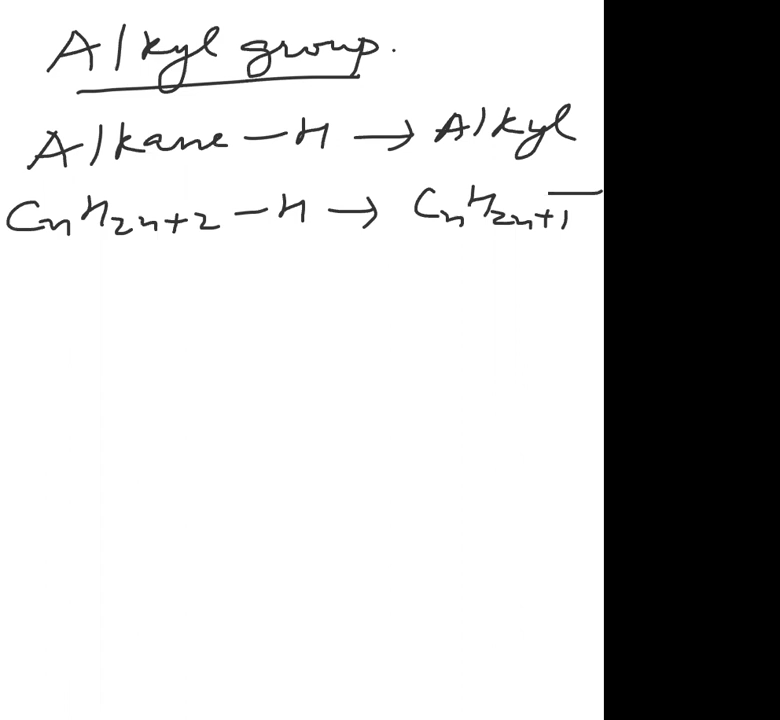 Alkyl group.
Alkane - H → Alkyl
CnH2n+2 - H → CnH2n+1 -